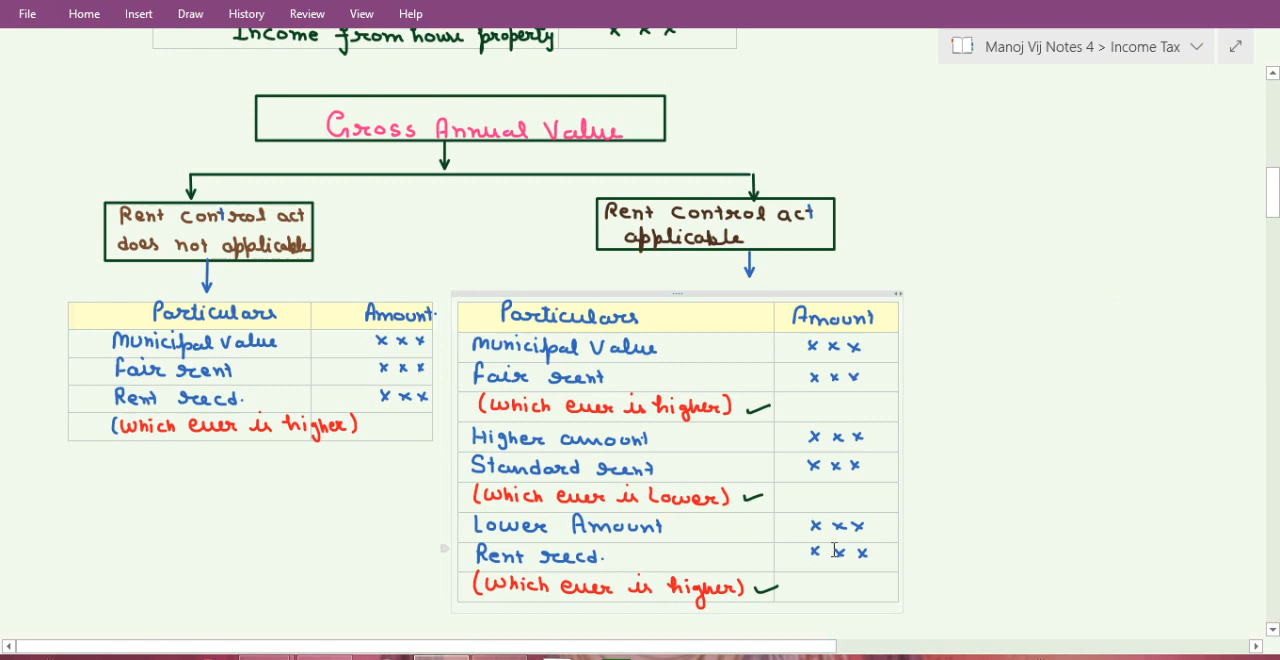 File Home Insert Draw History Review View Help
Income from house property x x x
Manoj Vij Notes 4 > Income Tax
Gross Annual Value
Rent control act
does not applicable
Rent control act
applicable
Particulars Amount.
Municipal value x x x
Fair rent x x x
Rent recd. x x x
(Which ever is higher)
Particulars Amount
Municipal Value x x x
Fair rent x x x
(Which ever is higher) ✓
Higher amount x x x
Standard rent x x x
(Which ever is Lower) ✓
Lower Amount x x x
Rent recd. x x x
(Which ever is higher) ✓